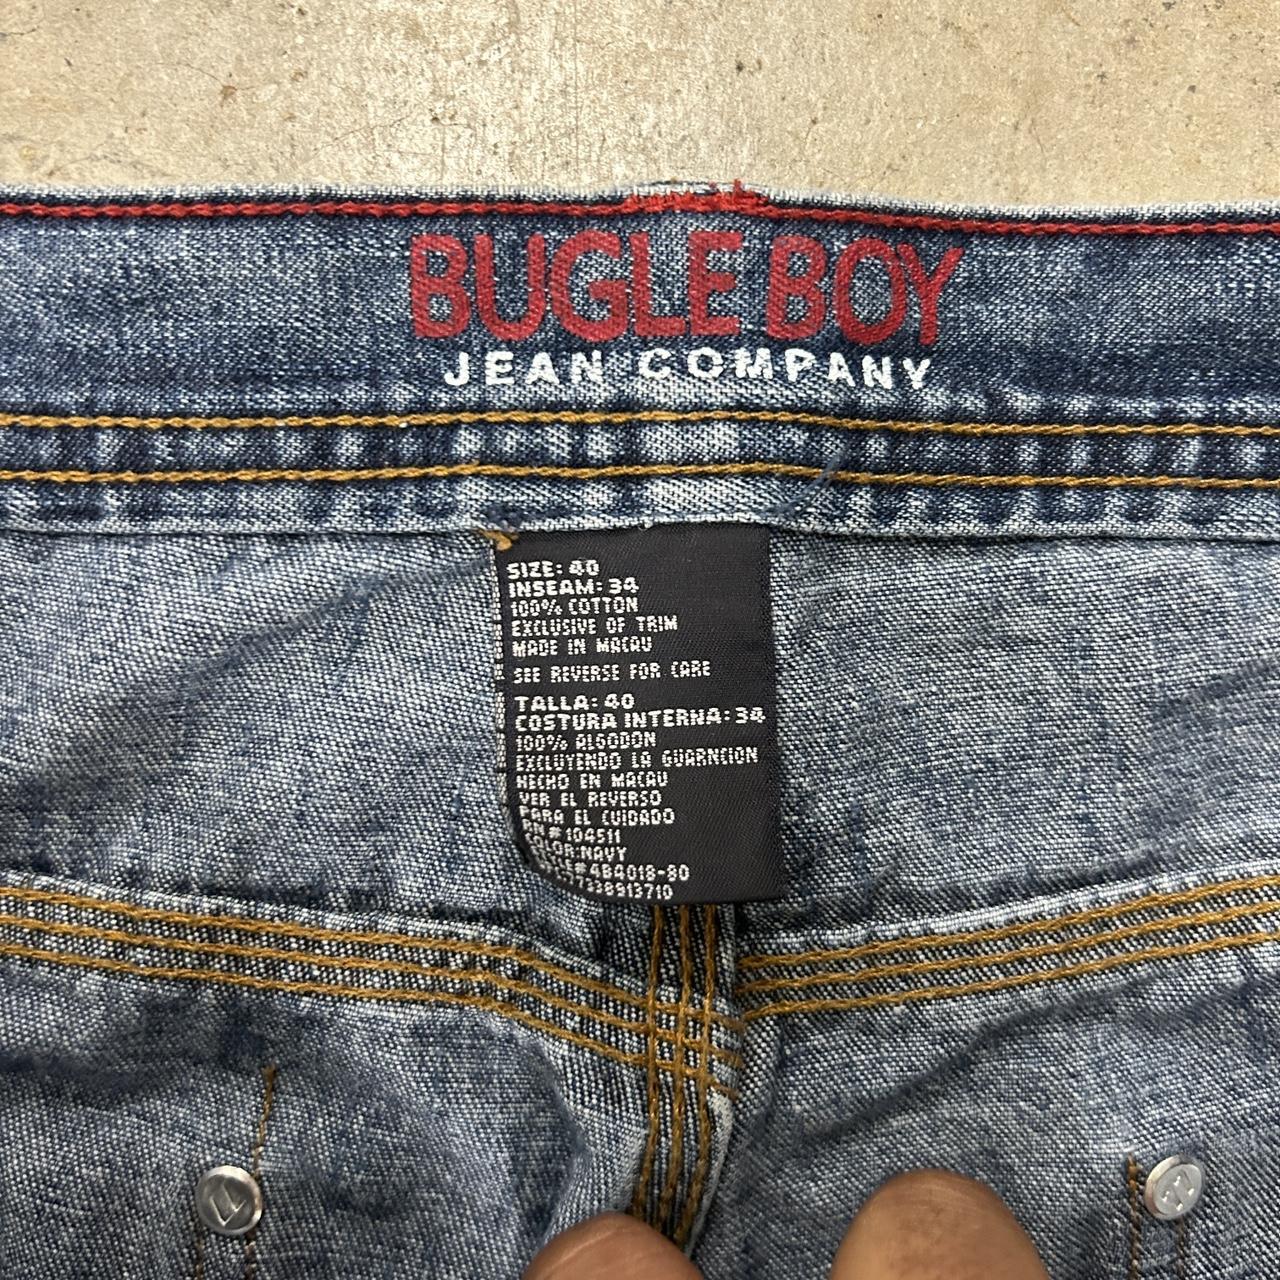 BUGLE BOY
JEAN COMPANY
SIZE: 40
INSEAM: 34
100% COTTON
EXCLUSIVE OF TRIM
MADE IN MACAU
SEE REVERSE FOR CARE
TALLA: 40
COSTURA INTERNA: 34
100% ALGODON
EXCLUYENDO LA GUARNCION
HECHO EN MACAU
VER EL REVERSO
PARA EL CUIDADO
#104511
NAVY
#4B4018-80
7338913710